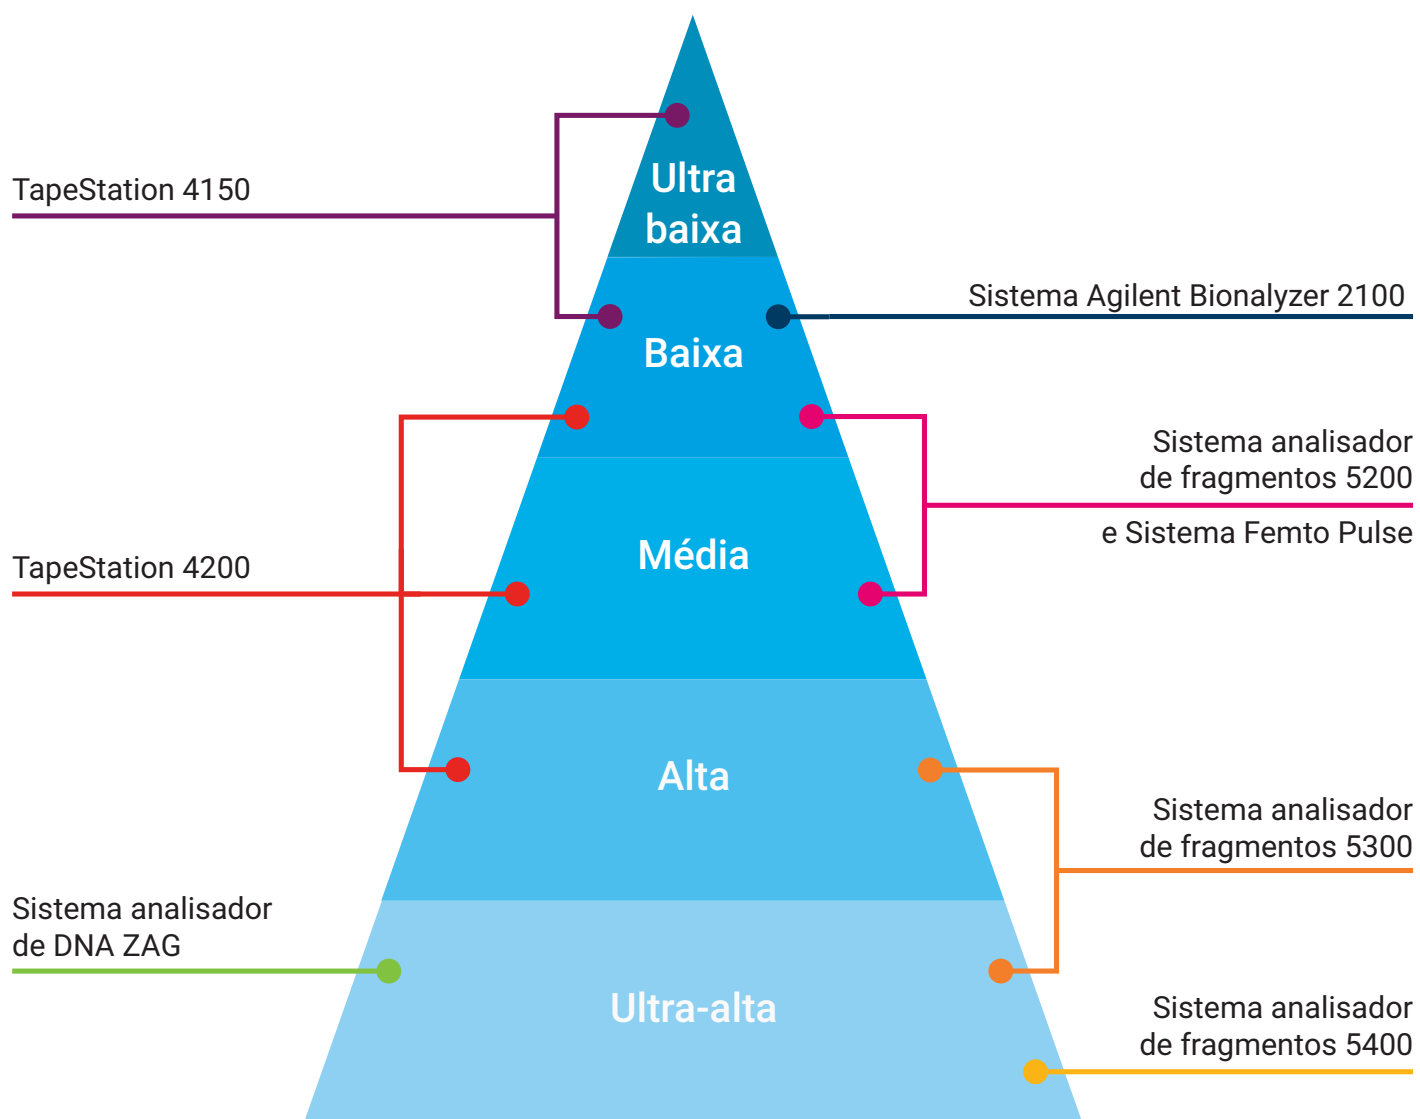 Ultra
baixa
TapeStation 4150
Sistema Agilent Bionalyzer 2100
Baixa
Sistema analisador
de fragmentos 5200
e Sistema Femto Pulse
Média
TapeStation 4200
Alta
Sistema analisador
de fragmentos 5300
Sistema analisador
de DNA ZAG
Ultra-alta
Sistema analisador
de fragmentos 5400